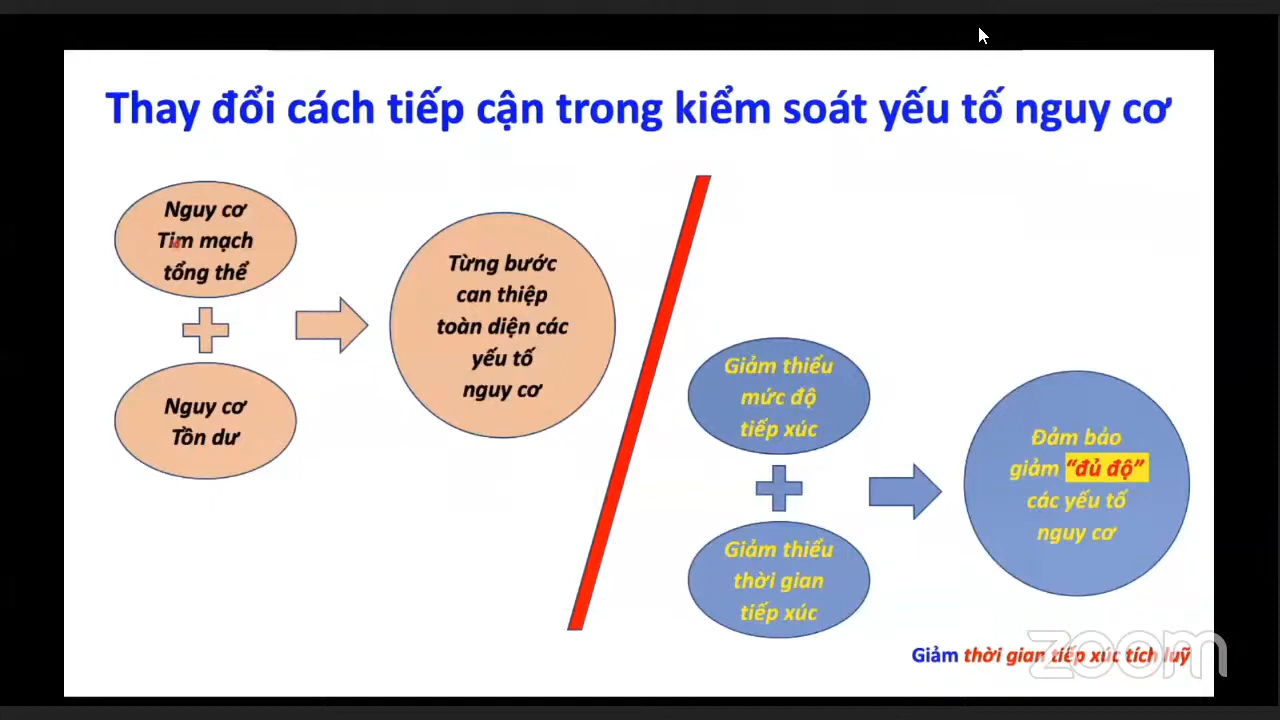 Thay đổi cách tiếp cận trong kiểm soát yếu tố nguy cơ
Nguy cơ
Tim mạch
tổng thể
Nguy cơ
Tồn dư
Từng bước
can thiệp
toàn diện các
yếu tố
nguy cơ
Giảm thiểu
mức độ
tiếp xúc
Giảm thiểu
thời gian
tiếp xúc
Đảm bảo
giảm “đủ độ”
các yếu tố
nguy cơ
Giảm thời gian tiếp xúc tích luỹ
zoom